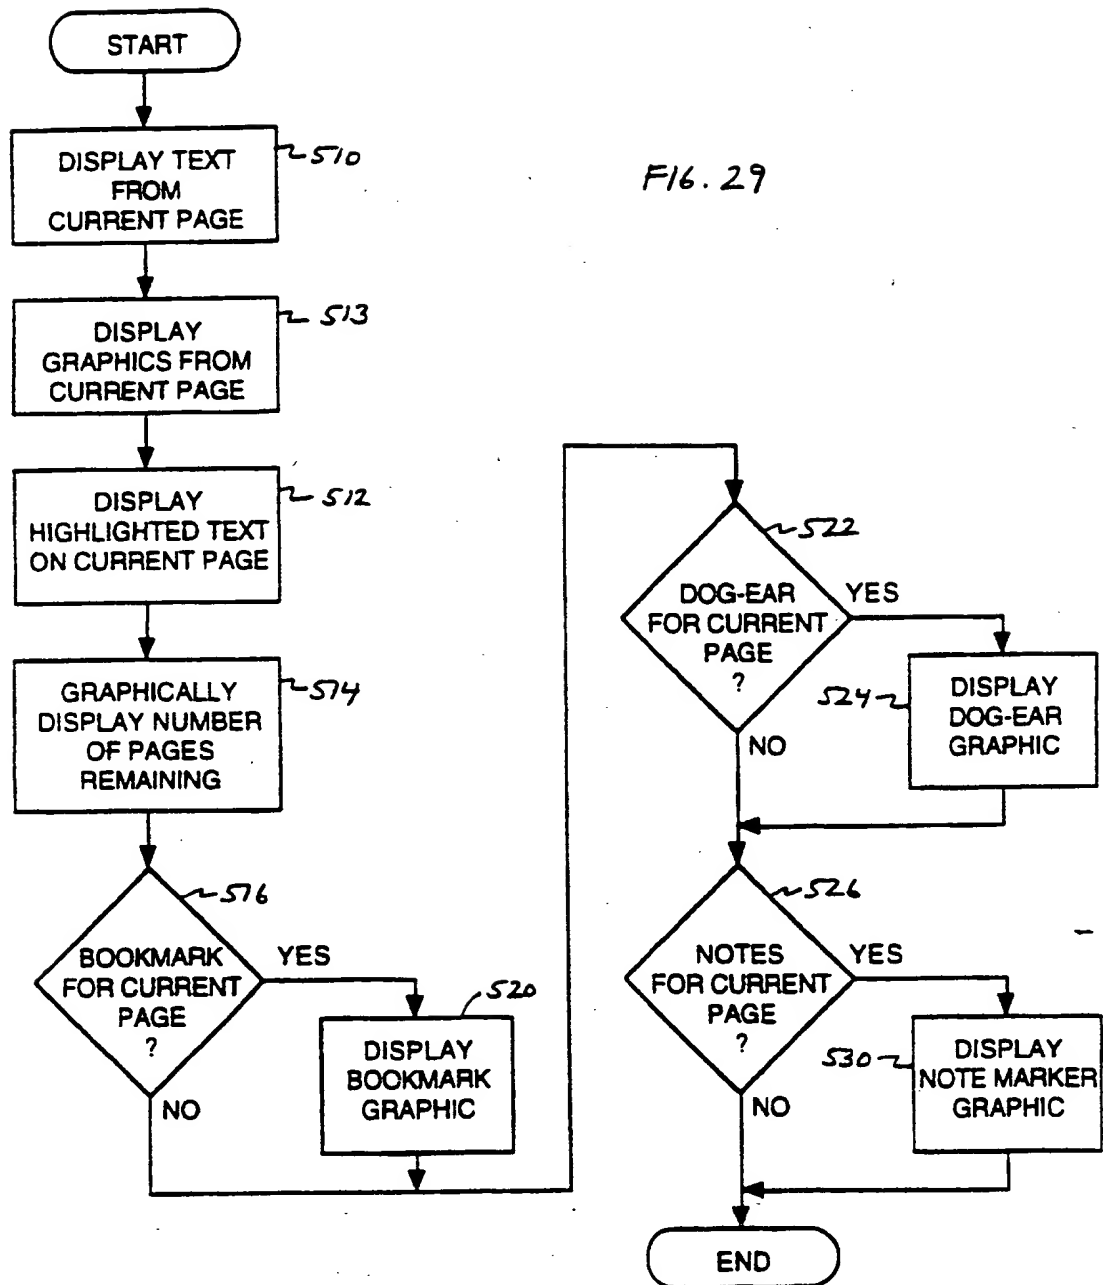 START
DISPLAY TEXT
FROM
CURRENT PAGE
510
FIG. 29
DISPLAY
GRAPHICS FROM
CURRENT PAGE
513
DISPLAY
HIGHLIGHTED TEXT
ON CURRENT PAGE
512
GRAPHICALLY
DISPLAY NUMBER
OF PAGES
REMAINING
514
BOOKMARK
FOR CURRENT
PAGE
?
516
YES
NO
520
DISPLAY
BOOKMARK
GRAPHIC
522
DOG-EAR
FOR CURRENT
PAGE
?
YES
NO
524
DISPLAY
DOG-EAR
GRAPHIC
526
NOTES
FOR CURRENT
PAGE
?
YES
NO
530
DISPLAY
NOTE MARKER
GRAPHIC
END